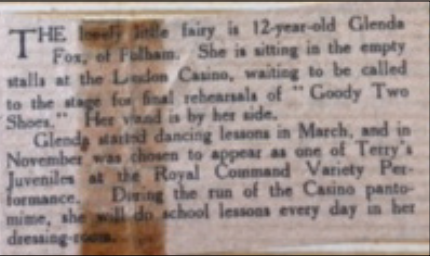 THE lonely little fairy is 12-year-old Glenda
Fox, of Fulham. She is sitting in the empty
stalls at the London Casino, waiting to be called
to the stage for final rehearsals of " Goody Two
Shoes." Her wand is by her side.
Glenda started dancing lessons in March, and in
November was chosen to appear as one of Terry's
Juveniles at the Royal Command Variety Per-
formance. During the run of the Casino panto-
mime, she will do school lessons every day in her
dressing-room.